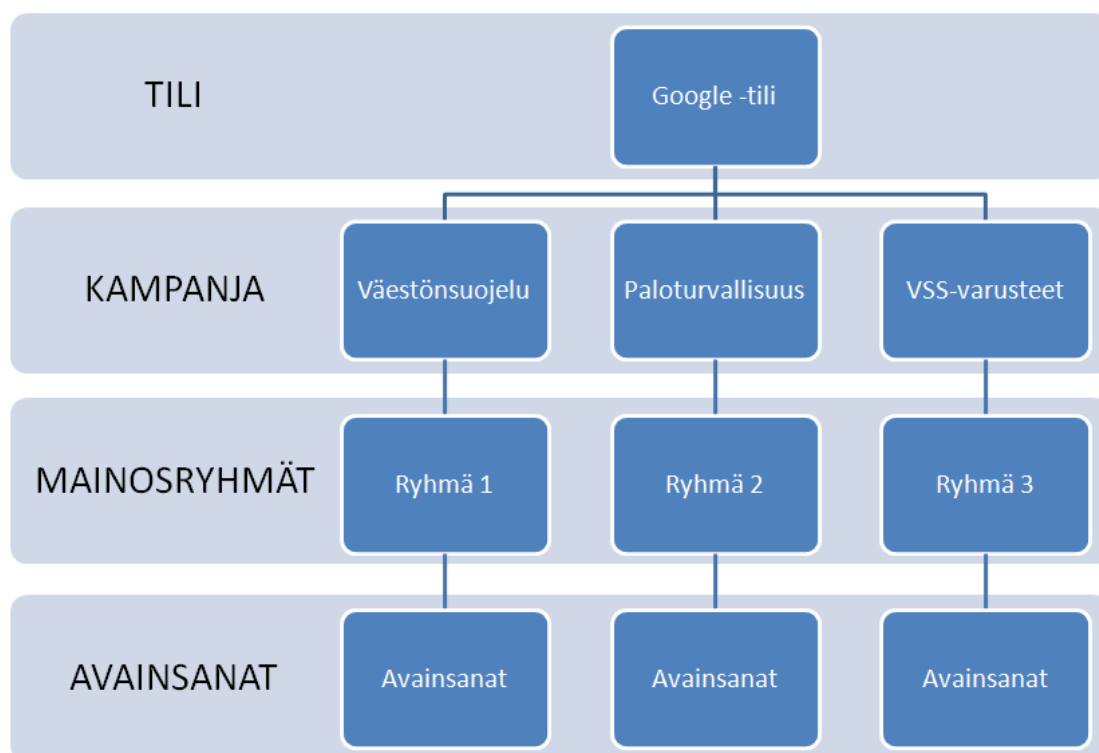 TILI
Google -tili
KAMPANJA
Väestönsuojelu
Paloturvallisuus
VSS-varusteet
MAINOSRYHMÄT
Ryhmä 1
Ryhmä 2
Ryhmä 3
AVAINSANAT
Avainsanat
Avainsanat
Avainsanat